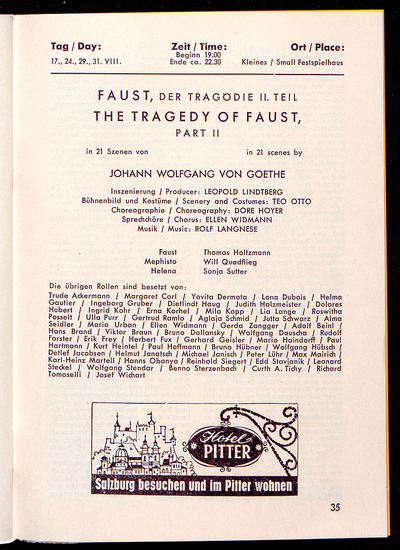 Tag / Day: Zeit / Time: Ort / Place:
17., 24., 29., 31. VIII. Beginn 19.00 Kleines / Small Festspielhaus
Ende ca. 22.30
FAUST, DER TRAGÖDIE II. TEIL
THE TRAGEDY OF FAUST,
PART II
in 21 Szenen von in 21 scenes by
JOHANN WOLFGANG VON GOETHE
Inszenierung / Producer: LEOPOLD LINDTBERG
Bühnenbild und Kostüme / Scenery and Costumes: TEO OTTO
Choreographie / Choreography: DORE HOYER
Sprechchöre / Chorus: ELLEN WIDMANN
Musik / Music: ROLF LANGNESE
Faust Thomas Holtzmann
Mephisto Will Quadflieg
Helena Sonja Sutter
Die übrigen Rollen sind besetzt von:
Trude Ackermann / Margaret Carl / Yovita Dermota / Lona Dubois / Helma
Gautier / Ingeborg Gruber / Dietlindt Haug / Judith Holzmeister / Dolores
Hubert / Ingrid Kohr / Erna Korhel / Mila Kopp / Lia Lange / Roswitha
Posselt / Ulla Purr / Gertrud Ramlo / Aglaja Schmid / Jutta Schwarz / Alma
Seidler / Maria Urban / Ellen Widmann / Gerda Zangger / Adolf Beinl /
Hans Brand / Viktor Braun / Bruno Dallansky / Wolfgang Dauscha / Rudolf
Forster / Erik Frey / Herbert Fux / Gerhard Geisler / Mario Haindorff / Paul
Hartmann / Kurt Heintel / Paul Hoffmann / Bruno Hübner / Wolfgang Hübsch /
Detlef Jacobsen / Helmut Janatsch / Michael Janisch / Peter Lühr / Max Mairich /
Karl-Heinz Martell / Hans Obonya / Reinhold Siegert / Edd Stavjanik / Leonard
Steckel / Wolfgang Stendar / Benno Sterzenbach / Curth A. Tichy / Richard
Tomaselli / Josef Wichart
Hotel
PITTER
Salzburg besuchen und im Pitter wohnen
35